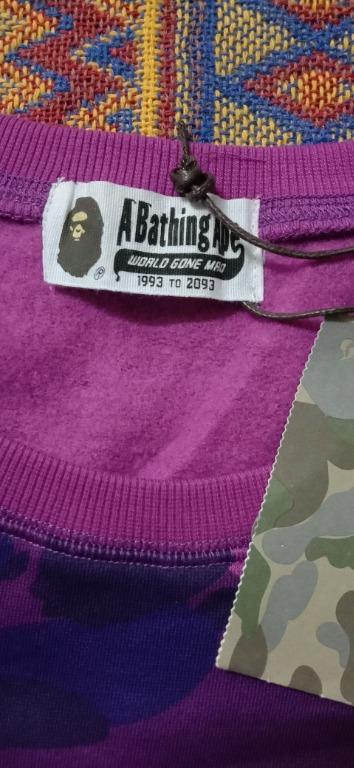 A Bathing Ape
®
WORLD GONE MAD
1993 TO 2093